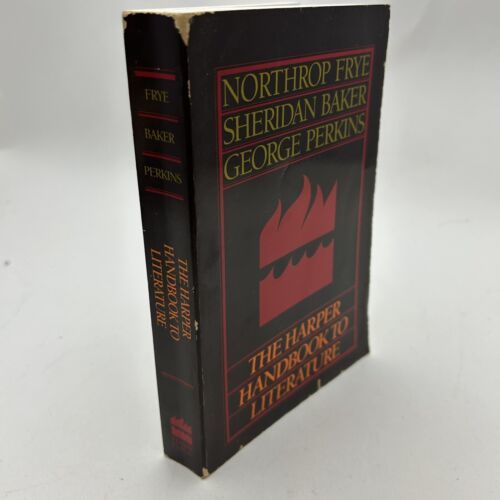 FRYE
BAKER
PERKINS
THE HARPER
HANDBOOK TO
LITERATURE
NORTHROP FRYE
SHERIDAN BAKER
GEORGE PERKINS
THE HARPER
HANDBOOK TO
LITERATURE